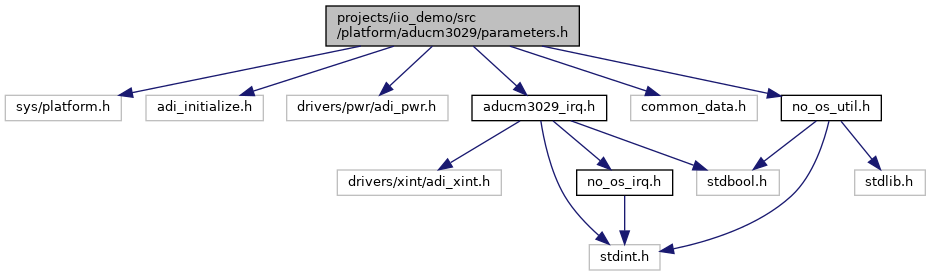 projects/iio_demo/src
/platform/aducm3029/parameters.h
sys/platform.h
adi_initialize.h
drivers/pwr/adi_pwr.h
aducm3029_irq.h
common_data.h
no_os_util.h
drivers/xint/adi_xint.h
no_os_irq.h
stdbool.h
stdlib.h
stdint.h